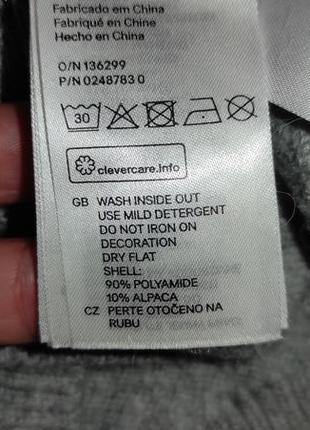 Fabricado em China
Fabriqué en Chine
Hecho en China
O/N 136299
P/N 0248783 0
30
clevercare.info
GB WASH INSIDE OUT
USE MILD DETERGENT
DO NOT IRON ON
DECORATION
DRY FLAT
SHELL:
90% POLYAMIDE
10% ALPACA
CZ PERTE OTOČENO NA
RUBU